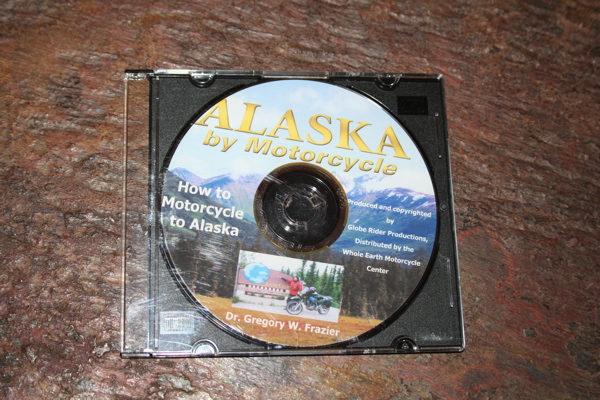 ALASKA
by Motorcycle
How to
Motorcycle
to Alaska
Produced and copyrighted
by
Globe Rider Productions,
Distributed by the
Whole Earth Motorcycle
Center
Dr. Gregory W. Frazier